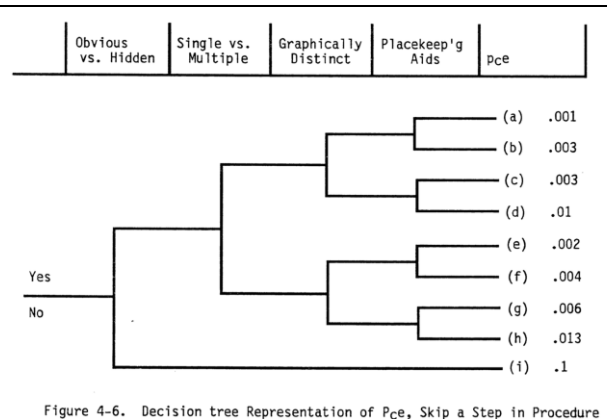 Obvious vs. Hidden
Single vs. Multiple
Graphically Distinct
Placekeep'g Aids
pce
(a) .001
(b) .003
(c) .003
(d) .01
(e) .002
Yes
(f) .004
No
(g) .006
(h) .013
(i) .1
Figure 4-6. Decision tree Representation of Pce, Skip a Step in Procedure